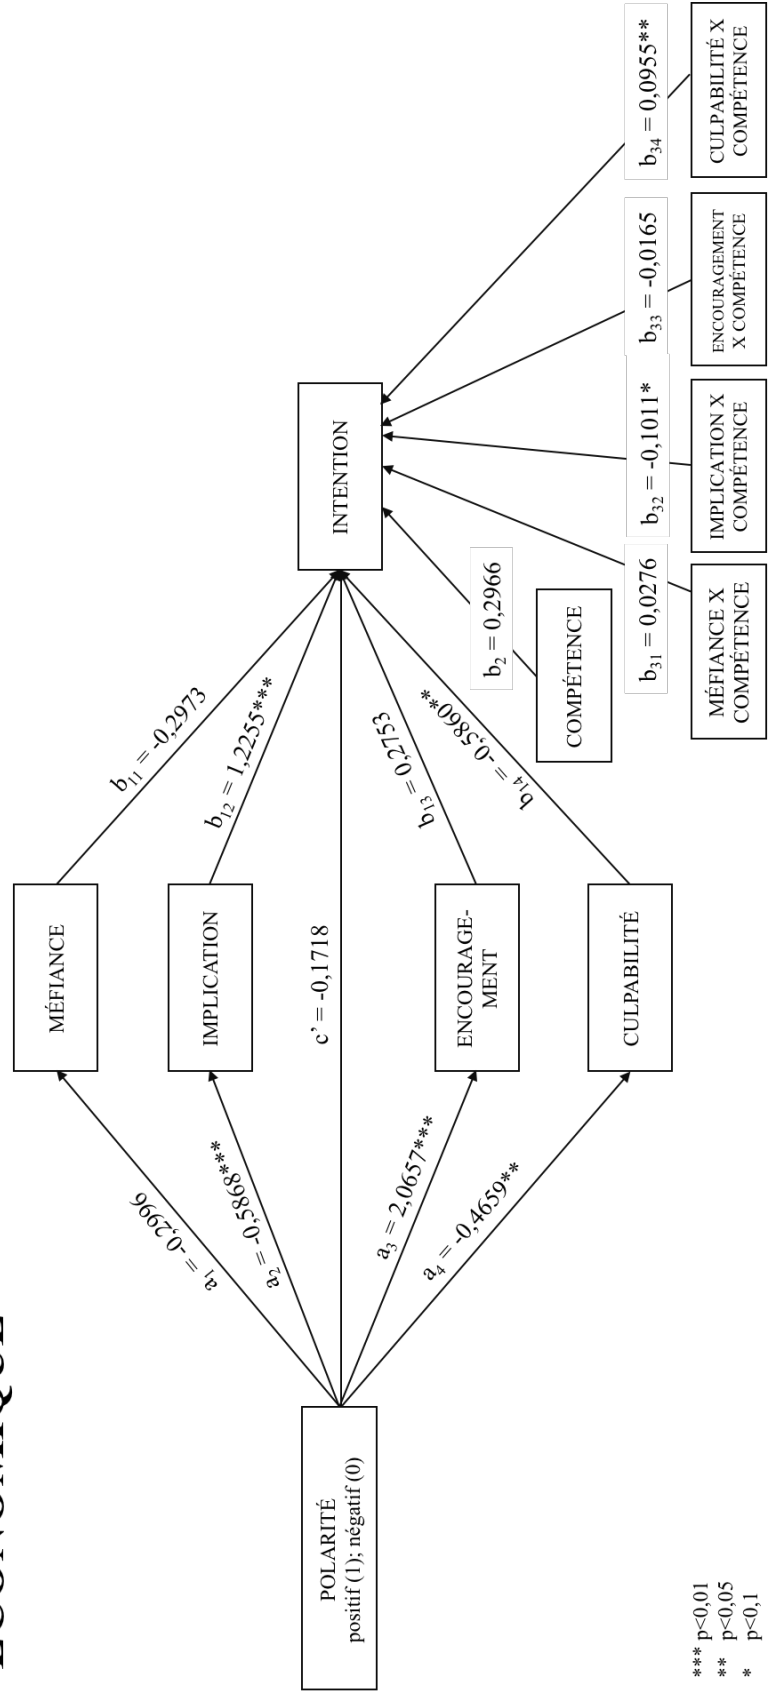 MÉFIANCE
IMPLICATION
ENCOURAGE-
MENT
CULPABILITÉ
POLARITÉ
positif (1); négatif (0)
INTENTION
COMPÉTENCE
MÉFIANCE X
COMPÉTENCE
IMPLICATION X
COMPÉTENCE
ENCOURAGEMENT
X COMPÉTENCE
CULPABILITÉ X
COMPÉTENCE
a₁ = -0,2996
a₂ = -0,5868***
a₃ = 2,0657***
a₄ = -0,4659**
c’ = -0,1718
b₁₁ = -0,2973
b₁₂ = 1,2255***
b₁₃ = 0,2753
b₁₄ = -0,5860**
b₂ = 0,2966
b₃₁ = 0,0276
b₃₂ = -0,1011*
b₃₃ = -0,0165
b₃₄ = 0,0955**
*** p<0,01
** p<0,05
* p<0,1